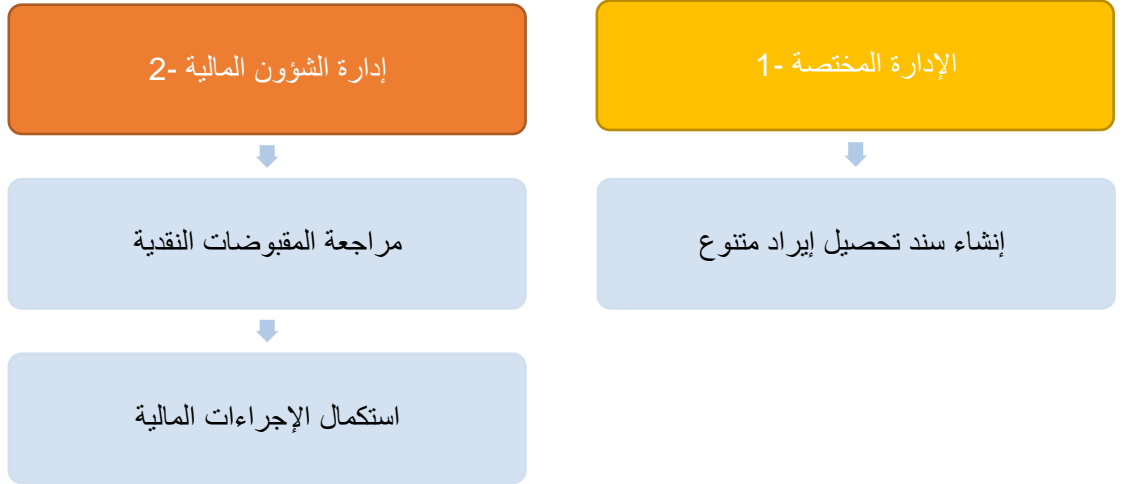 الإدارة المختصة -1
إنشاء سند تحصيل إيراد متنوع
إدارة الشؤون المالية -2
مراجعة المقبوضات النقدية
استكمال الإجراءات المالية